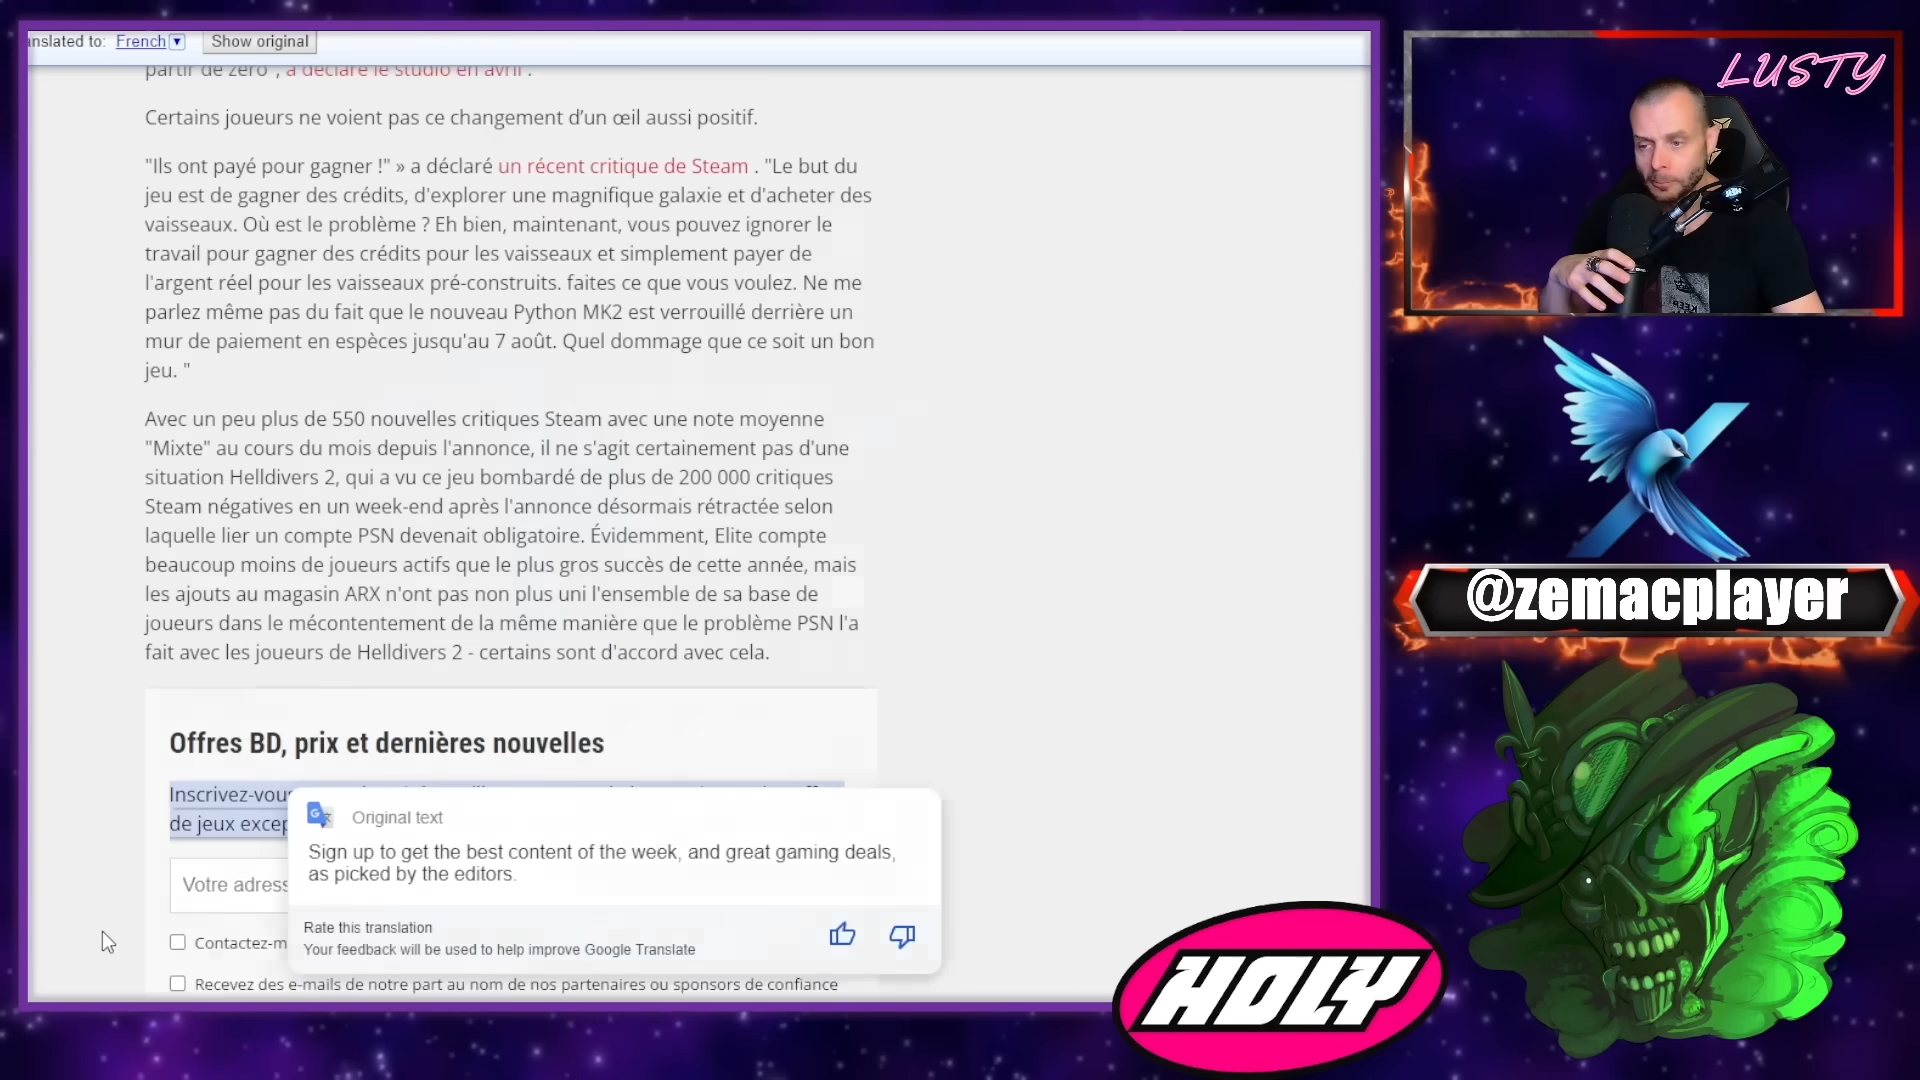 anslated to: French ▼ Show original
partir de zéro", a déclaré le studio en avril .
Certains joueurs ne voient pas ce changement d’un œil aussi positif.
"Ils ont payé pour gagner !" » a déclaré un récent critique de Steam . "Le but du
jeu est de gagner des crédits, d'explorer une magnifique galaxie et d'acheter des
vaisseaux. Où est le problème ? Eh bien, maintenant, vous pouvez ignorer le
travail pour gagner des crédits pour les vaisseaux et simplement payer de
l'argent réel pour les vaisseaux pré-construits. faites ce que vous voulez. Ne me
parlez même pas du fait que le nouveau Python MK2 est verrouillé derrière un
mur de paiement en espèces jusqu'au 7 août. Quel dommage que ce soit un bon
jeu. "
Avec un peu plus de 550 nouvelles critiques Steam avec une note moyenne
"Mixte" au cours du mois depuis l'annonce, il ne s'agit certainement pas d'une
situation Helldivers 2, qui a vu ce jeu bombardé de plus de 200 000 critiques
Steam négatives en un week-end après l'annonce désormais rétractée selon
laquelle lier un compte PSN devenait obligatoire. Évidemment, Elite compte
beaucoup moins de joueurs actifs que le plus gros succès de cette année, mais
les ajouts au magasin ARX n'ont pas non plus uni l'ensemble de sa base de
joueurs dans le mécontentement de la même manière que le problème PSN l'a
fait avec les joueurs de Helldivers 2 - certains sont d'accord avec cela.
Offres BD, prix et dernières nouvelles
Inscrivez-vous
de jeux excep
Original text
Sign up to get the best content of the week, and great gaming deals,
as picked by the editors.
Votre adress
Rate this translation
Your feedback will be used to help improve Google Translate
Contactez-m
Recevez des e-mails de notre part au nom de nos partenaires ou sponsors de confiance
LUSTY
@zemacplayer
HOLY